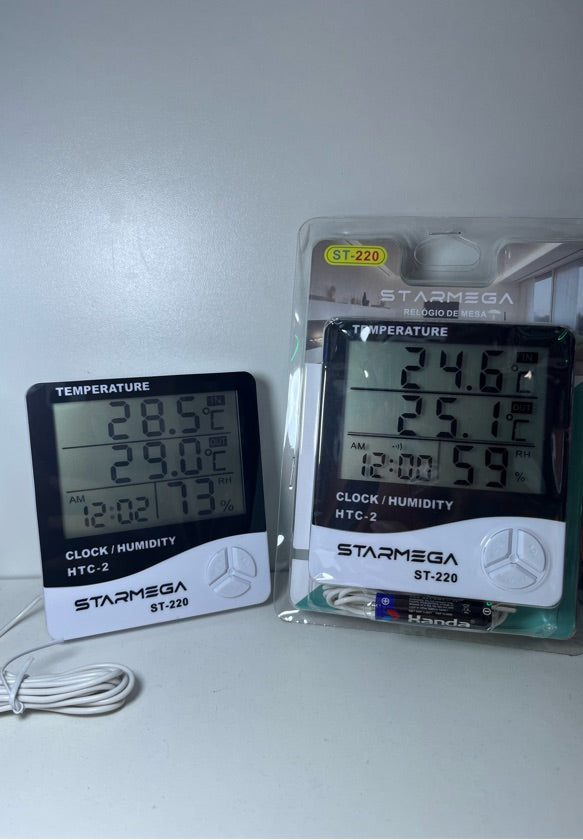 TEMPERATURE
IN
28.5°C
OUT
29.0°C
AM
12:02
RH
73%
CLOCK / HUMIDITY
HTC-2
STARMEGA
ST-220
ST-220
STARMEGA
RELÓGIO DE MESA
TEMPERATURE
IN
24.6°C
OUT
25.1°C
AM
12:00
RH
59%
CLOCK / HUMIDITY
HTC-2
STARMEGA
ST-220
Handa